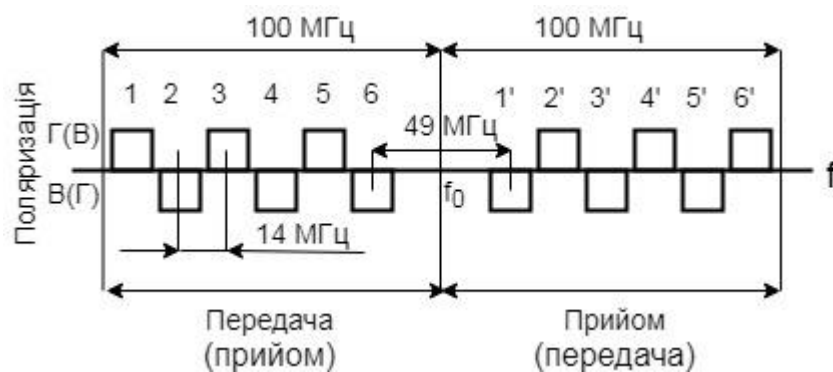 100 МГц 100 МГц
1 2 3 4 5 6 1' 2' 3' 4' 5' 6'
Поляризація
Г(В)
49 МГц
В(Г)
f0
f
14 МГц
Передача
(прийом)
Прийом
(передача)